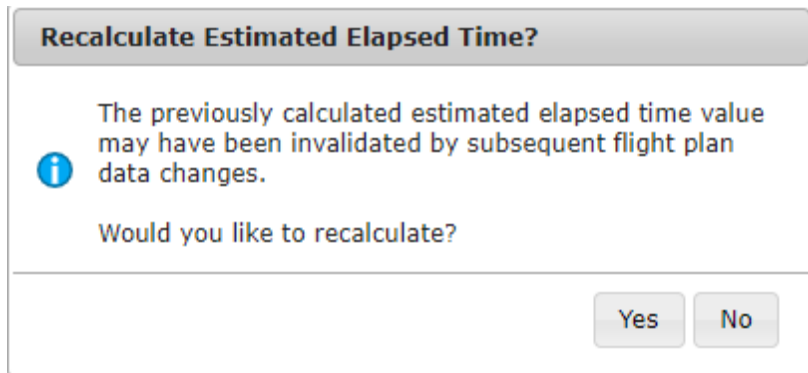 Recalculate Estimated Elapsed Time?
The previously calculated estimated elapsed time value
may have been invalidated by subsequent flight plan
data changes.
Would you like to recalculate?
Yes No